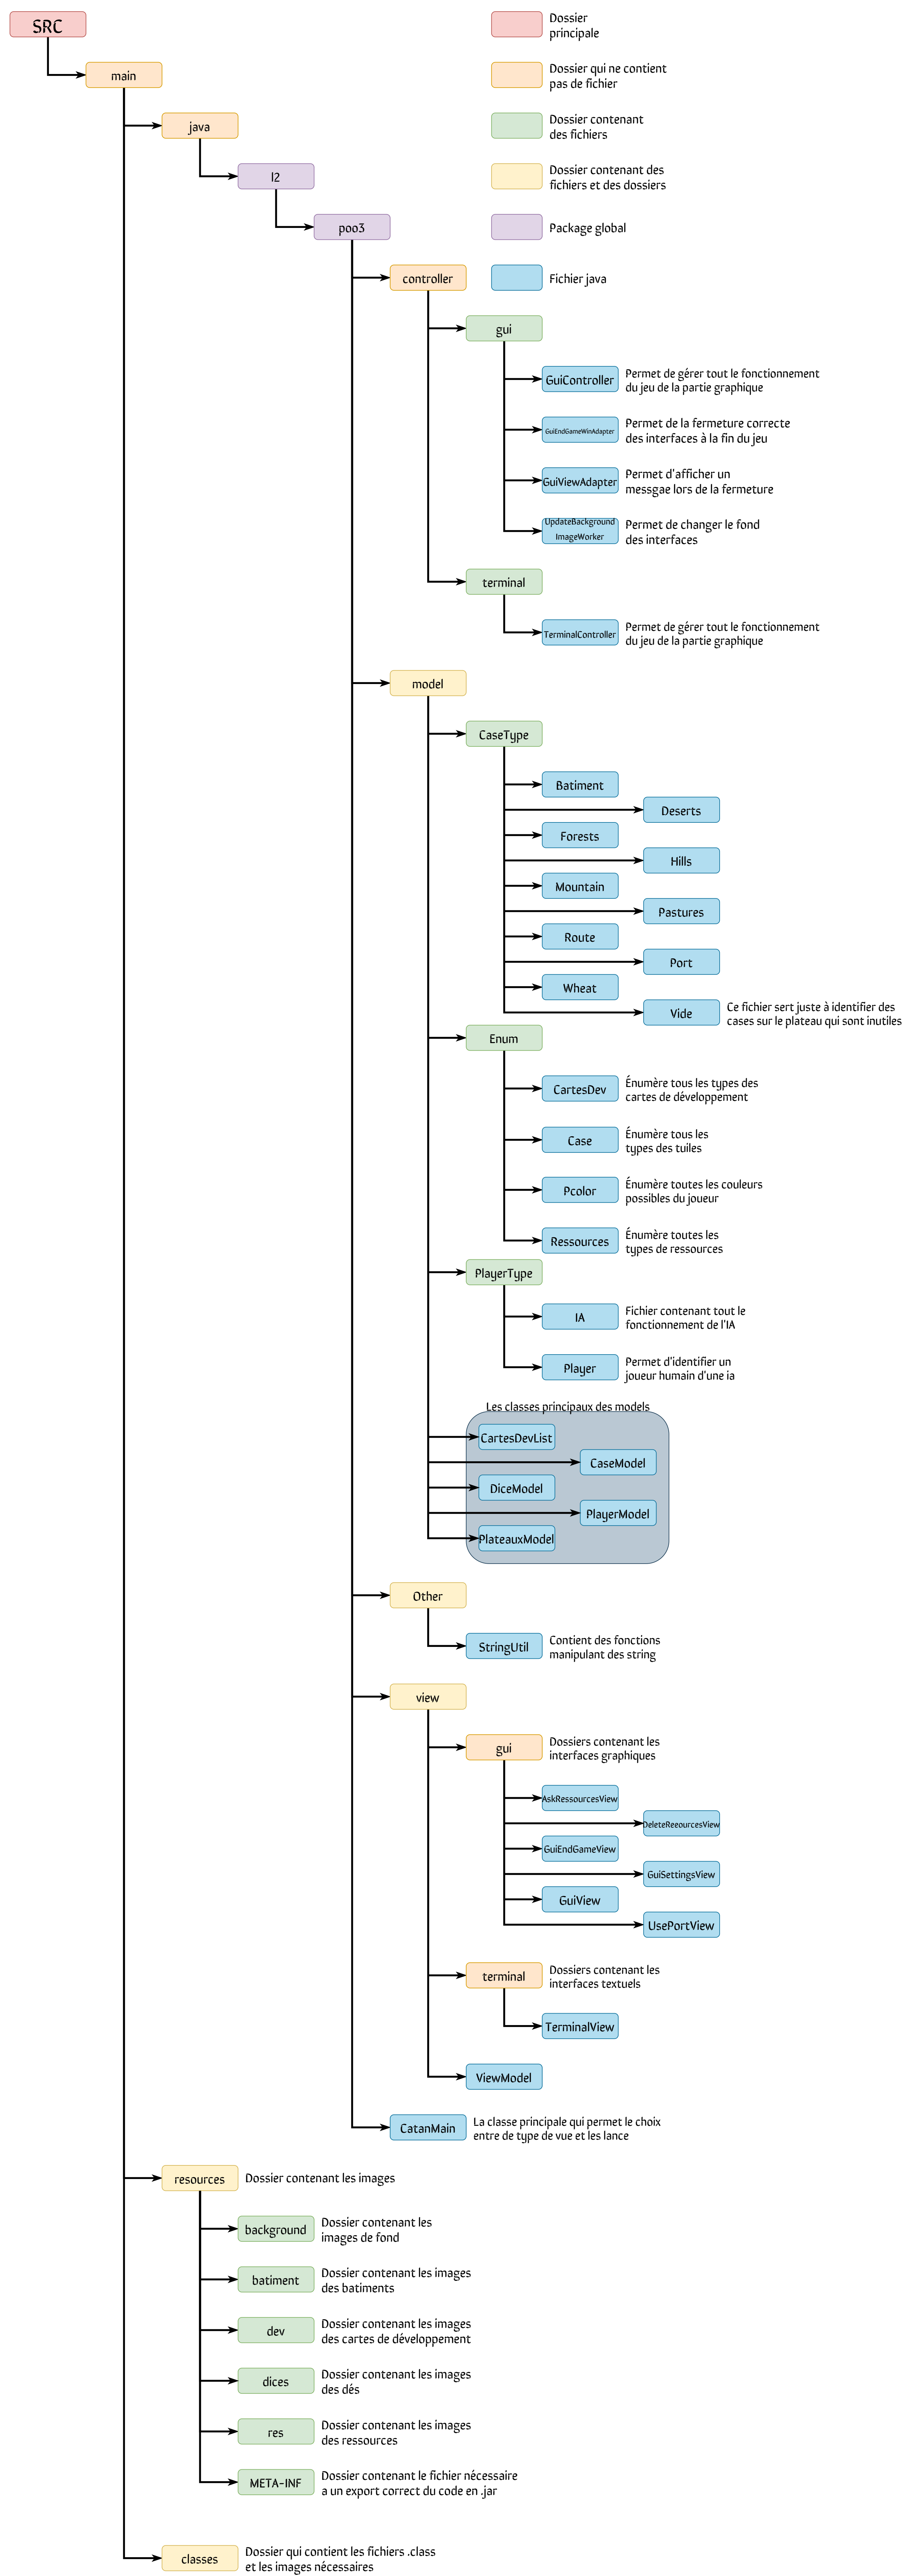 SRC
Dossier
principale
main
Dossier qui ne contient
pas de fichier
java
Dossier contenant
des fichiers
l2
Dossier contenant des
fichiers et des dossiers
poo3
Package global
controller
Fichier java
gui
GuiController
Permet de gérer tout le fonctionnement
du jeu de la partie graphique
GuiEndGameWinAdapter
Permet de la fermeture correcte
des interfaces à la fin du jeu
GuiViewAdapter
Permet d'afficher un
messgae lors de la fermeture
UpdateBackground
ImageWorker
Permet de changer le fond
des interfaces
terminal
TerminalController
Permet de gérer tout le fonctionnement
du jeu de la partie graphique
model
CaseType
Batiment
Deserts
Forests
Hills
Mountain
Pastures
Route
Port
Wheat
Vide
Ce fichier sert juste à identifier des
cases sur le plateau qui sont inutiles
Enum
CartesDev
Énumère tous les types des
cartes de développement
Case
Énumère tous les
types des tuiles
Pcolor
Énumère toutes les couleurs
possibles du joueur
Ressources
Énumère toutes les
types de ressources
PlayerType
IA
Fichier contenant tout le
fonctionnement de l'IA
Player
Permet d'identifier un
joueur humain d'une ia
Les classes principaux des models
CartesDevList
CaseModel
DiceModel
PlayerModel
PlateauxModel
Other
StringUtil
Contient des fonctions
manipulant des string
view
gui
Dossiers contenant les
interfaces graphiques
AskRessourcesView
DeleteReeourcesView
GuiEndGameView
GuiSettingsView
GuiView
UsePortView
terminal
Dossiers contenant les
interfaces textuels
TerminalView
ViewModel
CatanMain
La classe principale qui permet le choix
entre de type de vue et les lance
resources
Dossier contenant les images
background
Dossier contenant les
images de fond
batiment
Dossier contenant les images
des batiments
dev
Dossier contenant les images
des cartes de développement
dices
Dossier contenant les images
des dés
res
Dossier contenant les images
des ressources
META-INF
Dossier contenant le fichier nécessaire
a un export correct du code en .jar
classes
Dossier qui contient les fichiers .class
et les images nécessaires